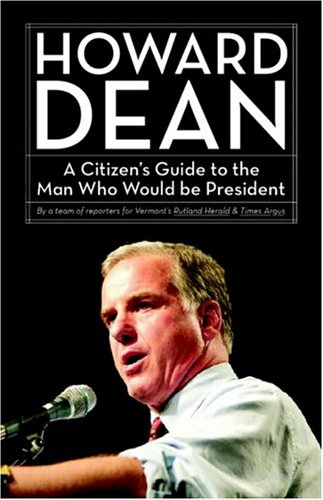 HOWARD
DEAN
A Citizen's Guide to the
Man Who Would be President
By a team of reporters for Vermont's Rutland Herald & Times Argus